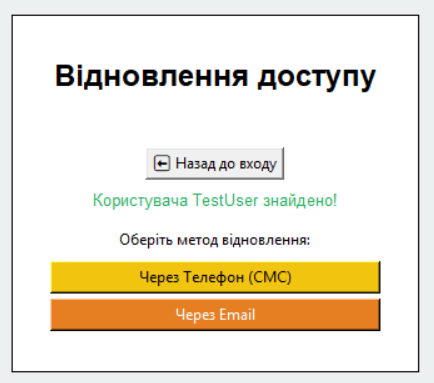 Відновлення доступу
Назад до входу
Користувача TestUser знайдено!
Оберіть метод відновлення:
Через Телефон (СМС)
Через Email